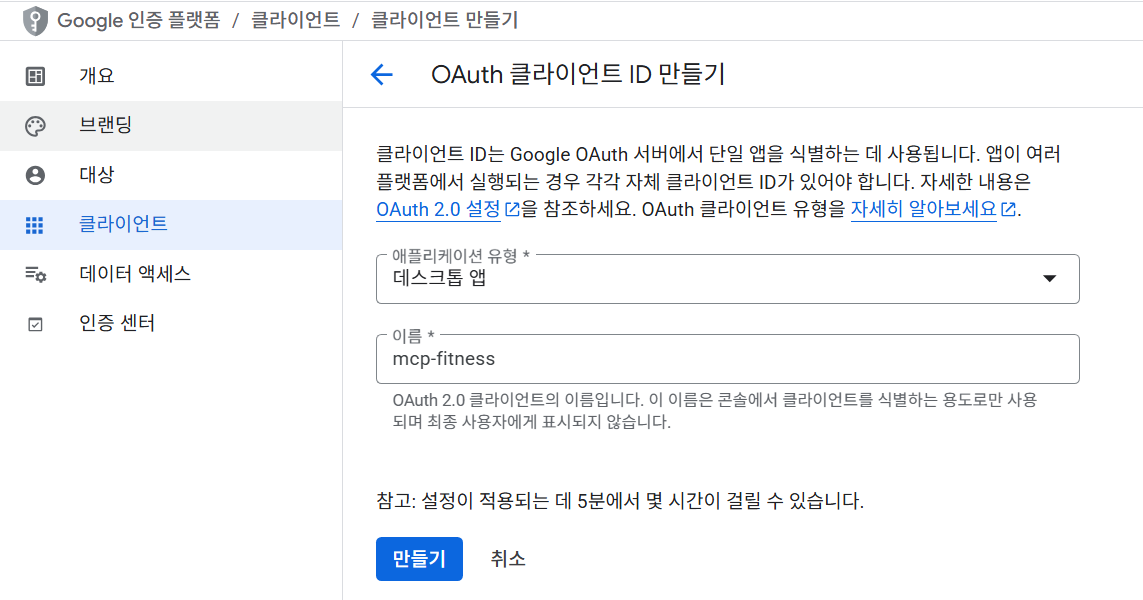 Google 인증 플랫폼 / 클라이언트 / 클라이언트 만들기
개요
브랜딩
대상
클라이언트
데이터 액세스
인증 센터
OAuth 클라이언트 ID 만들기
클라이언트 ID는 Google OAuth 서버에서 단일 앱을 식별하는 데 사용됩니다. 앱이 여러
플랫폼에서 실행되는 경우 각각 자체 클라이언트 ID가 있어야 합니다. 자세한 내용은
OAuth 2.0 설정을 참조하세요. OAuth 클라이언트 유형을 자세히 알아보세요.
애플리케이션 유형 *
데스크톱 앱
이름 *
mcp-fitness
OAuth 2.0 클라이언트의 이름입니다. 이 이름은 콘솔에서 클라이언트를 식별하는 용도로만 사용
되며 최종 사용자에게 표시되지 않습니다.
참고: 설정이 적용되는 데 5분에서 몇 시간이 걸릴 수 있습니다.
만들기 취소